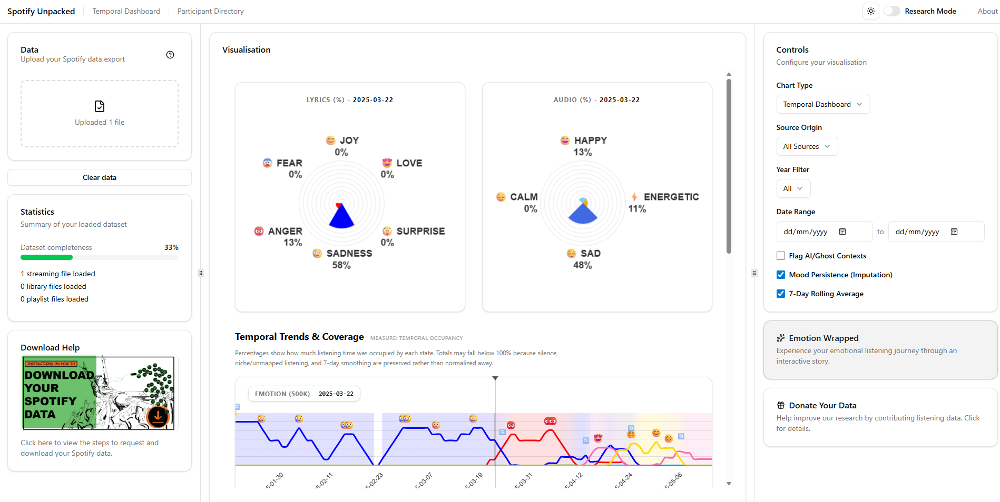 Spotify Unpacked
Temporal Dashboard
Participant Directory
Research Mode
About
Data
Upload your Spotify data export
Uploaded 1 file
Clear data
Statistics
Summary of your loaded dataset
Dataset completeness 33%
1 streaming file loaded
0 library files loaded
0 playlist files loaded
Download Help
INSTRUCTIONS ON HOW TO
DOWNLOAD
YOUR
SPOTIFY
DATA
Click here to view the steps to request and
download your Spotify data.
Visualisation
LYRICS (%) - 2025-03-22
JOY
0%
FEAR
0%
LOVE
0%
ANGER
13%
SURPRISE
0%
SADNESS
58%
AUDIO (%) - 2025-03-22
HAPPY
13%
CALM
0%
ENERGETIC
11%
SAD
48%
Temporal Trends & Coverage MEASURE: TEMPORAL OCCUPANCY
Percentages show how much listening time was occupied by each state. Totals may fall below 100% because silence,
niche/unmapped listening, and 7-day smoothing are preserved rather than normalized away.
EMOTION (500K) 2025-03-22
5-01-30
5-02-11
5-02-23
5-03-07
5-03-19
5-03-31
5-04-12
5-04-24
5-05-06
Controls
Configure your visualisation
Chart Type
Temporal Dashboard
Source Origin
All Sources
Year Filter
All
Date Range
dd/mm/yyyy to dd/mm/yyyy
Flag AI/Ghost Contexts
Mood Persistence (Imputation)
7-Day Rolling Average
Emotion Wrapped
Experience your emotional listening journey through an
interactive story.
Donate Your Data
Help improve our research by contributing listening data. Click
for details.